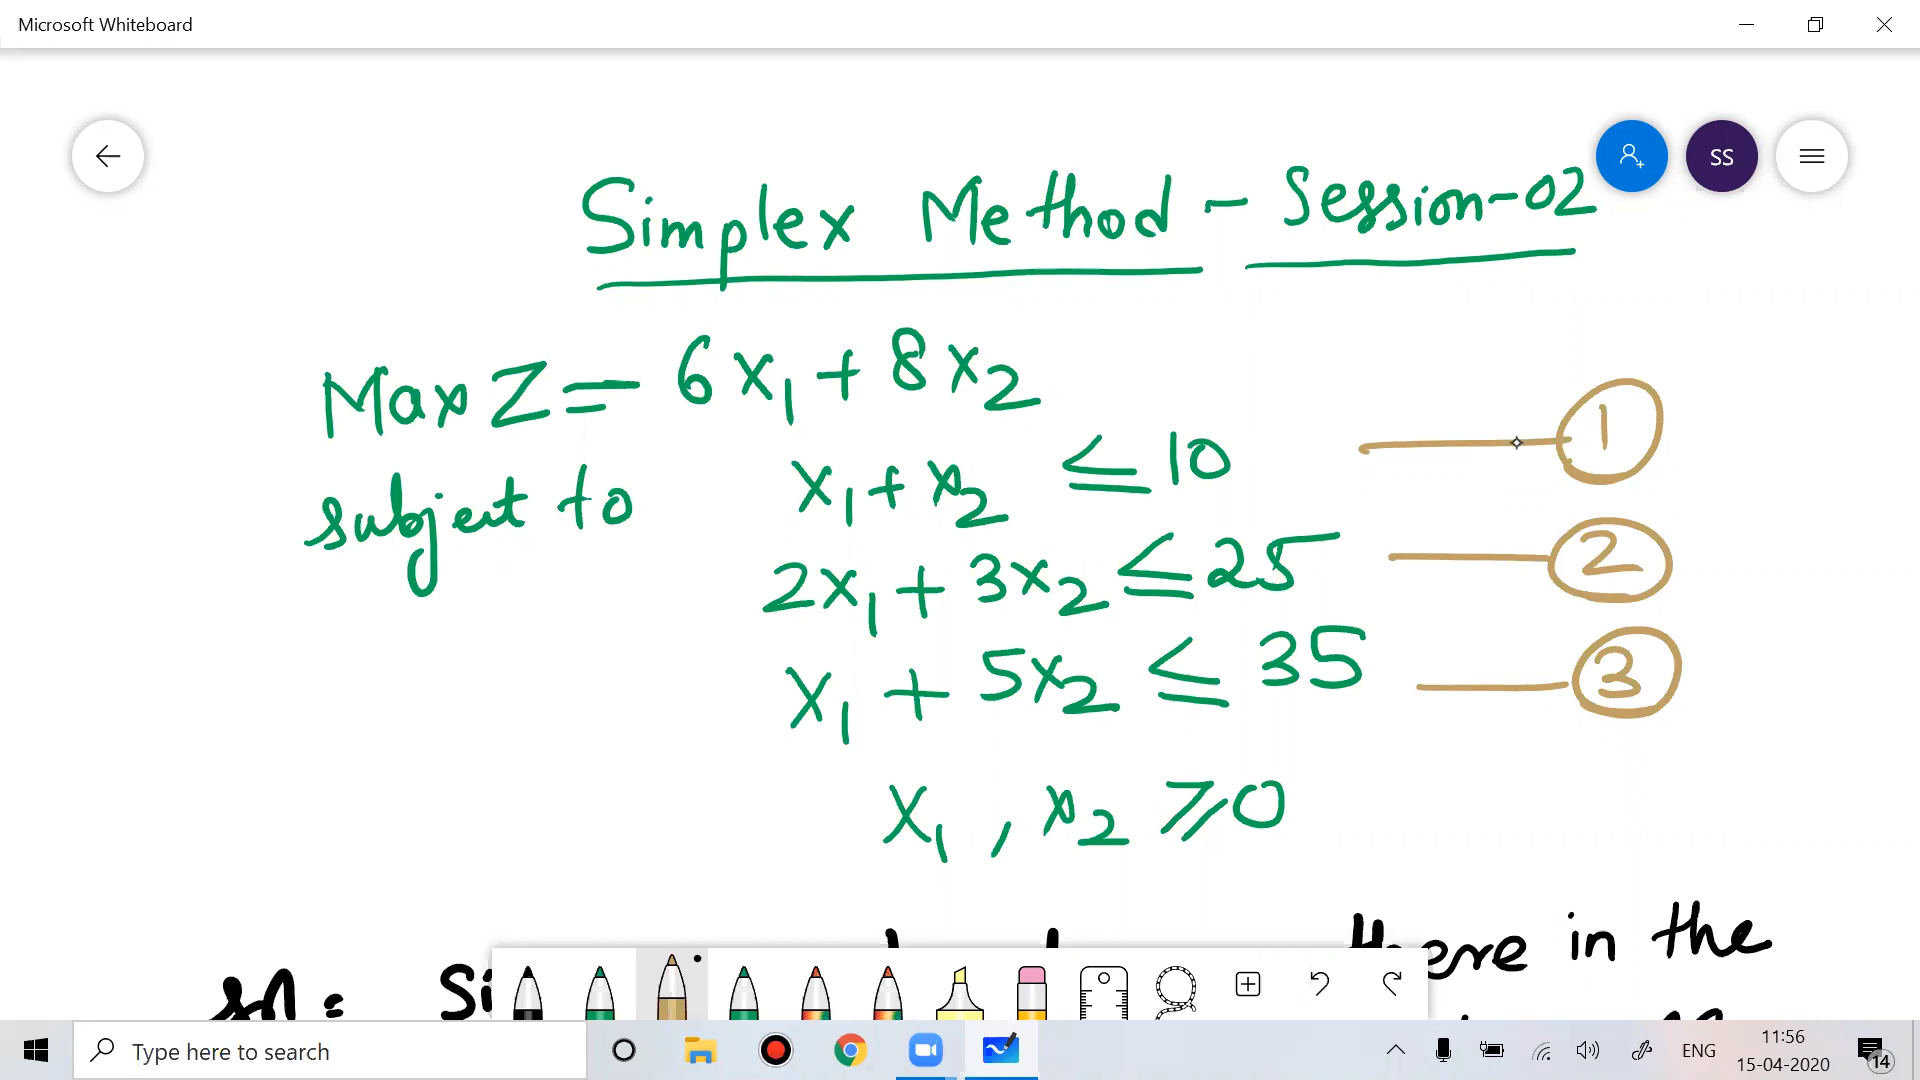 Microsoft Whiteboard
SS
Simplex Method - Session-02
Max Z = 6x₁ + 8x₂
subject to x₁ + x₂ ≤ 10 ① 
2x₁ + 3x₂ ≤ 25 ②
x₁ + 5x₂ ≤ 35 ③
x₁, x₂ ≥ 0
there in the
Type here to search
ENG
11:56
15-04-2020
14